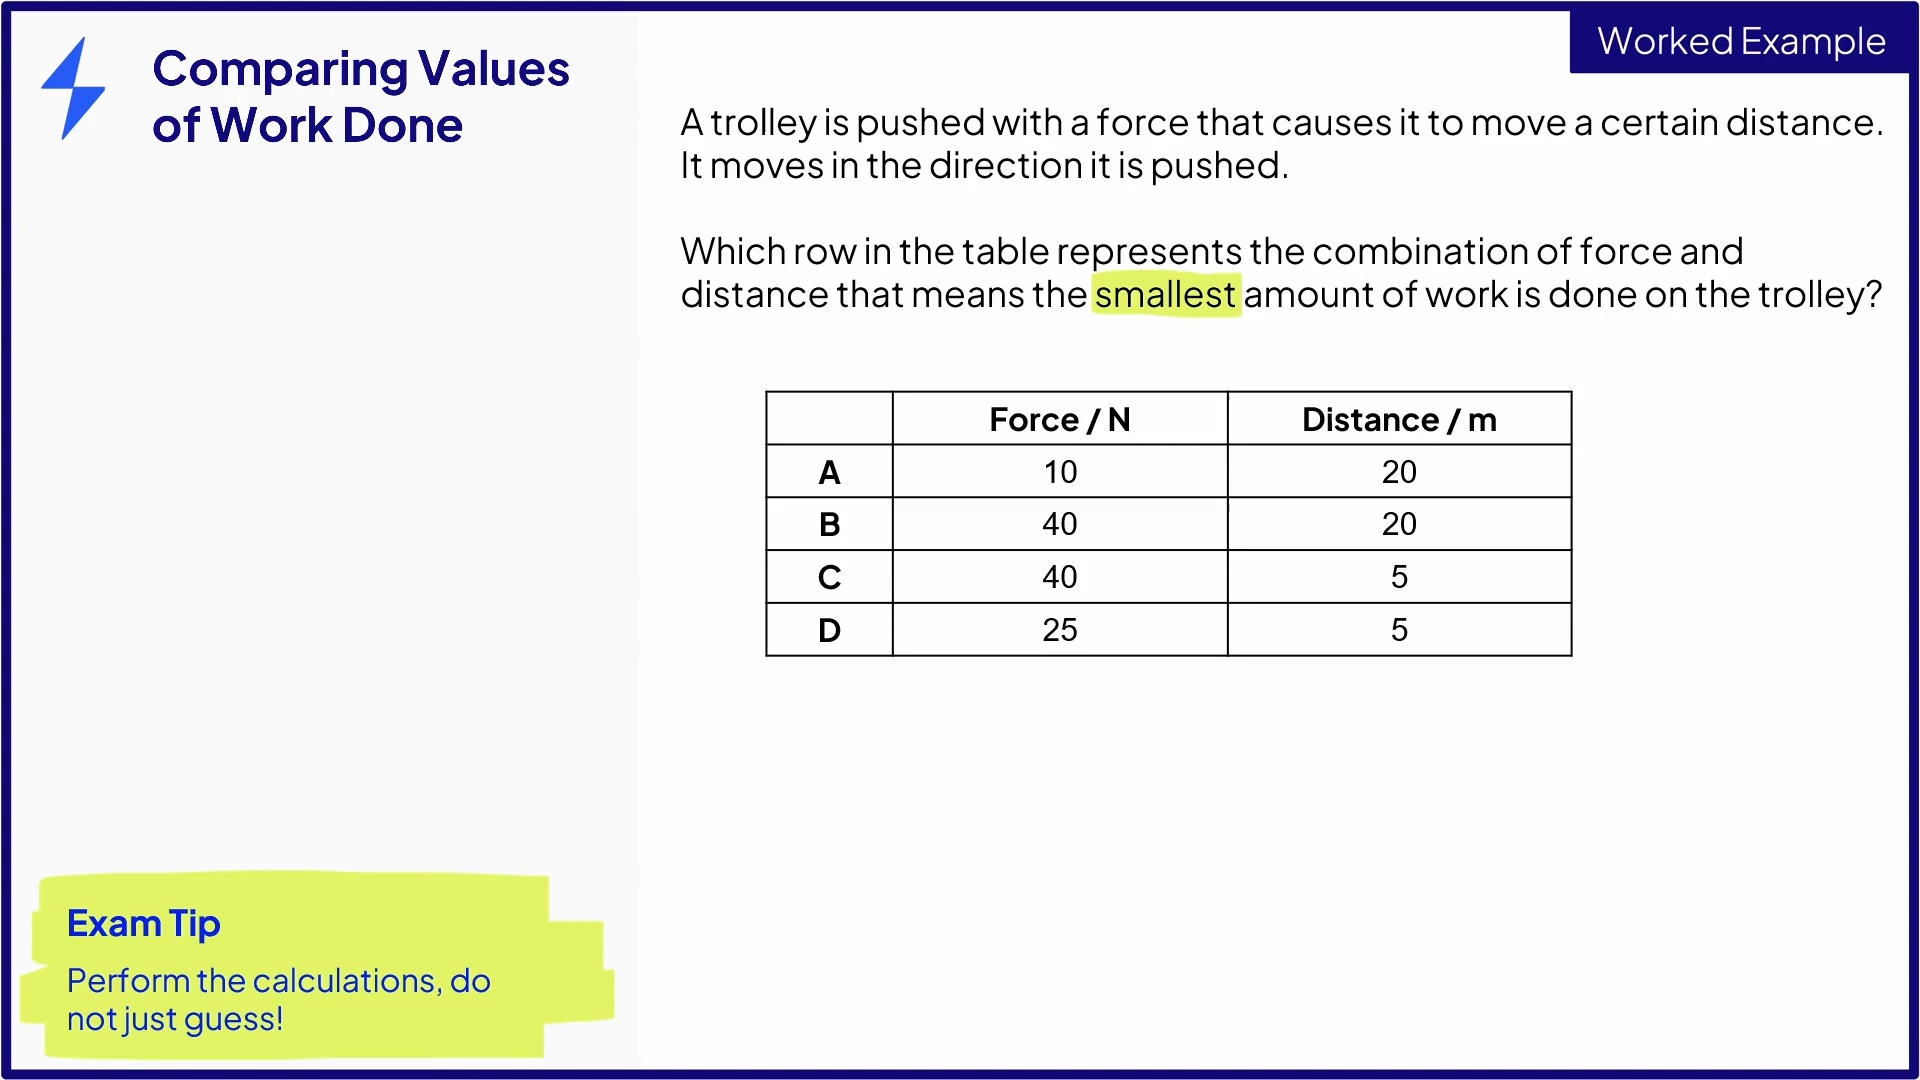 Comparing Values
of Work Done
Worked Example
A trolley is pushed with a force that causes it to move a certain distance.
It moves in the direction it is pushed.
Which row in the table represents the combination of force and
distance that means the smallest amount of work is done on the trolley?
Force / N Distance / m
A 10 20
B 40 20
C 40 5
D 25 5
Exam Tip
Perform the calculations, do
not just guess!